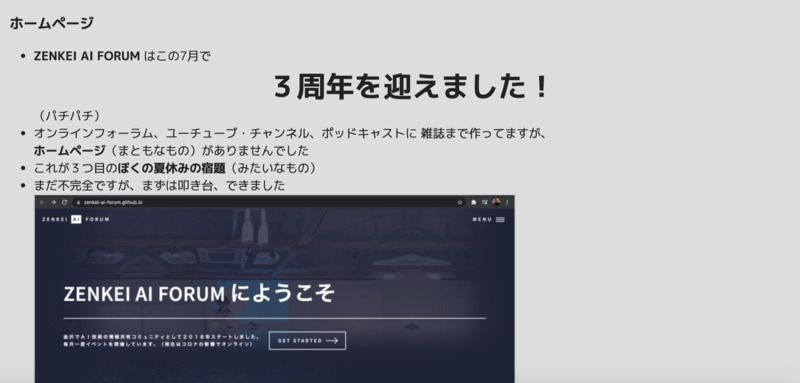 ホームページ
ZENKEI AI FORUM はこの7月で
３周年を迎えました！
（パチパチ）
オンラインフォーラム、ユーチューブ・チャンネル、ポッドキャストに 雑誌まで作ってますが、
ホームページ（まともなもの）がありませんでした
これが３つ目のぼくの夏休みの宿題（みたいなもの）
まだ不完全ですが、まずは叩き台、できました
zenkei-ai-forum.github.io
ZENKEI AI FORUM
MENU
ZENKEI AI FORUM にようこそ
金沢でＡＩ技術の情報共有コミュニティとして２０１８年スタートしました。
毎月一度イベントを開催しています。（現在はコロナの影響でオンライン）
GET STARTED